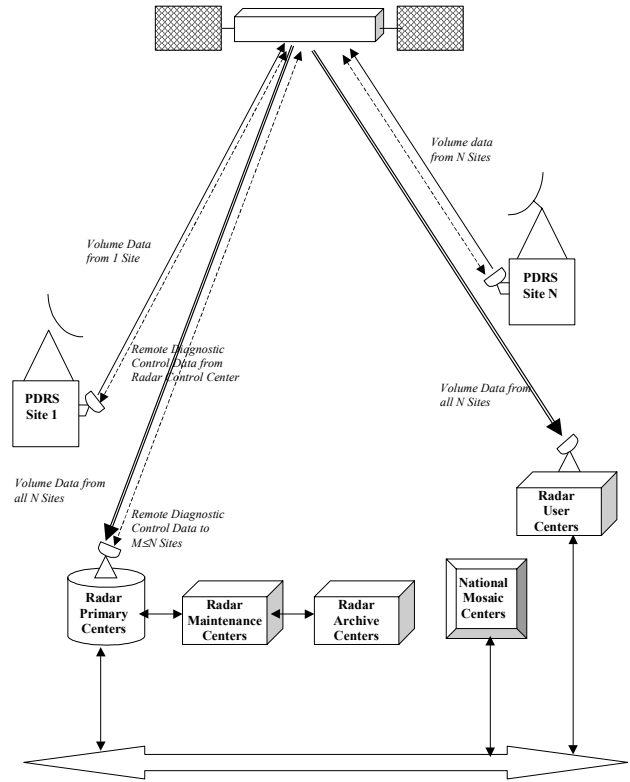 Volume data
from N Sites
Volume Data
from 1 Site
PDRS
Site N
Remote Diagnostic
Control Data from
Radar Control Center
PDRS
Site 1
Volume Data from
all N Sites
Volume Data from
all N Sites
Remote Diagnostic
Control Data to
M≤N Sites
Radar
User
Centers
Radar
Primary
Centers
Radar
Maintenance
Centers
Radar
Archive
Centers
National
Mosaic
Centers